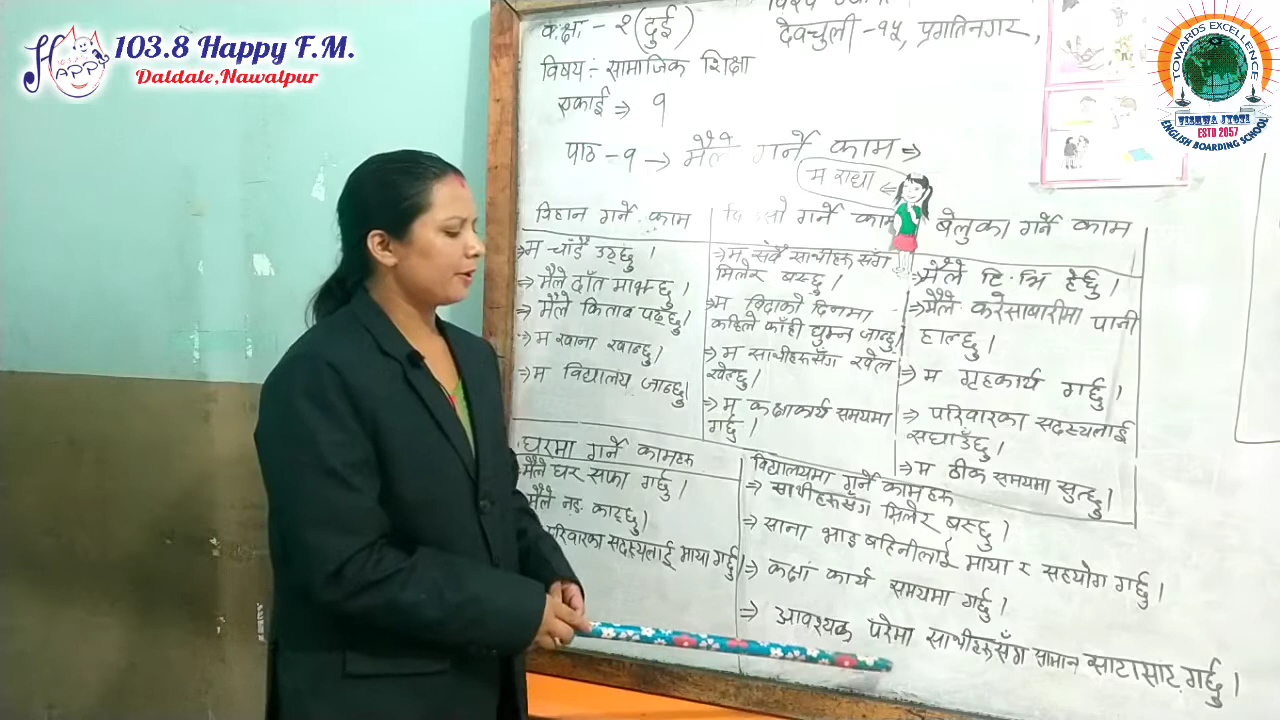 103.8 Happy F.M.
Daldale, Nawalpur
HAPPY
TOWARDS EXCELLENCE
VISHWA JYOTI
ESTD 2057
ENGLISH BOARDING SCHOOL
कक्षा - २ (दुई)
देवचुली - १५, प्रगतिनगर,
विषय :- सामाजिक शिक्षा
एकाई ⇒ १
पाठ - १ → मैले गर्ने काम ⇒
म राधा
विहान गर्ने काम
⇒ म चाँडै उठ्छु ।
⇒ मैले दाँत माझ्छु ।
⇒ मैले किताब पढ्छु ।
⇒ म खाना खान्छु ।
⇒ म विद्यालय जान्छु ।
गर्ने काम
⇒ म सबै साथीहरू सँग
मिलेर बस्छु ।
⇒ म बिदाको दिनमा
कहिले काँही घुम्न जान्छु ।
⇒ म साथीहरूसँग खेल
खेल्छु ।
⇒ म कक्षाकार्य समयमा
गर्छु ।
बेलुका गर्ने काम
⇒ मैले टि.भि हेर्छु ।
⇒ मैले करेसाबारीमा पानी
हाल्छु ।
⇒ म गृहकार्य गर्छु ।
⇒ परिवारका सदस्यलाई
सघाउँछु ।
⇒ म ठीक समयमा सुत्छु ।
घरमा गर्ने कामहरू
मैले घर सफा गर्छु ।
मैले नङ काट्छु ।
परिवारका सदस्यलाई माया गर्छु ।
विद्यालयमा गर्ने कामहरू
⇒ साथीहरूसँग मिलेर बस्छु ।
⇒ साना भाइ बहिनीलाई माया र सहयोग गर्छु ।
⇒ कक्षा कार्य समयमा गर्छु ।
⇒ आवश्यक परेमा साथीहरूसँग सामान साटासाट गर्छु ।